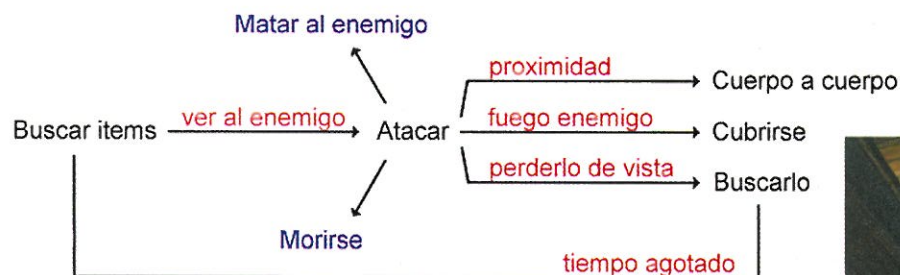 Matar al enemigo
proximidad
Cuerpo a cuerpo
Buscar items
ver al enemigo
Atacar
fuego enemigo
Cubrirse
perderlo de vista
Buscarlo
Morirse
tiempo agotado